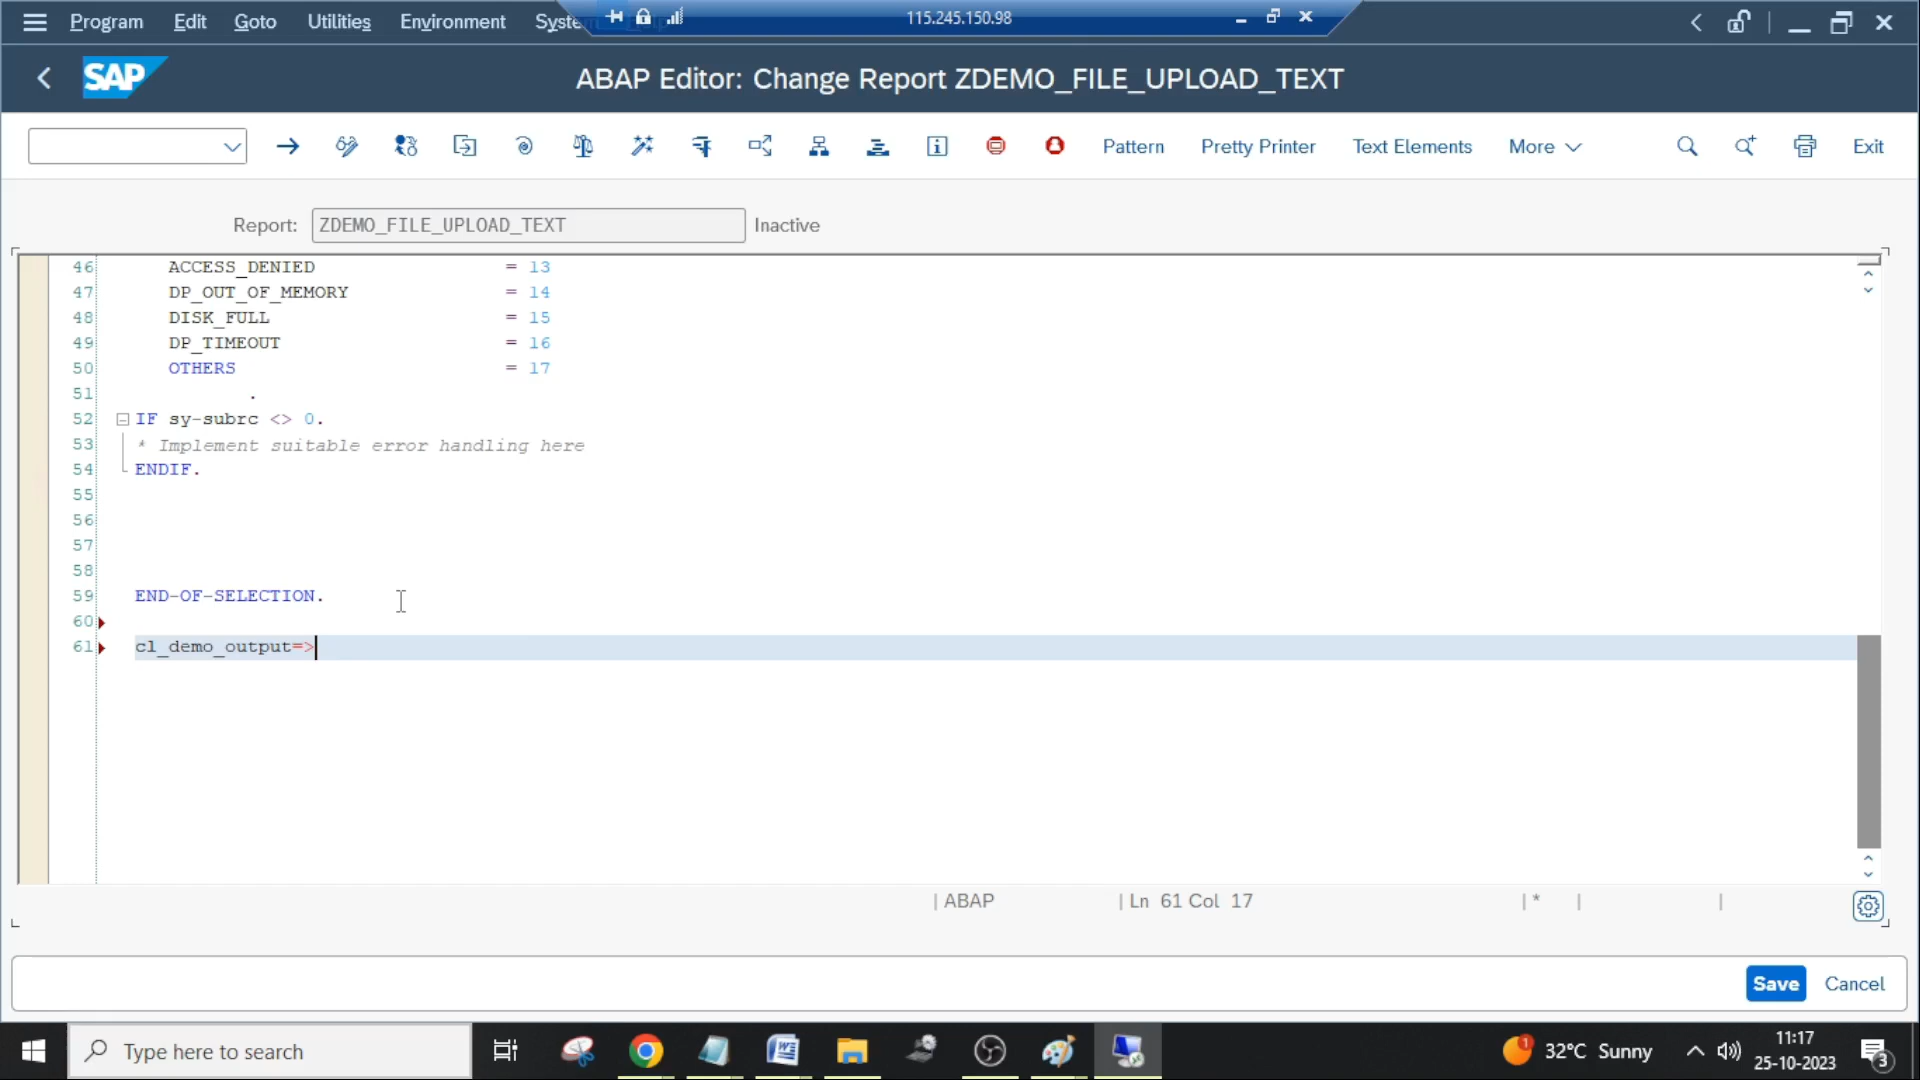 Program Edit Goto Utilities Environment Syste 115.245.150.98
SAP ABAP Editor: Change Report ZDEMO_FILE_UPLOAD_TEXT
Pattern Pretty Printer Text Elements More Exit
Report: ZDEMO_FILE_UPLOAD_TEXT Inactive
46 ACCESS_DENIED = 13
47 DP_OUT_OF_MEMORY = 14
48 DISK_FULL = 15
49 DP_TIMEOUT = 16
50 OTHERS = 17
51 .
52 IF sy-subrc <> 0.
53 * Implement suitable error handling here
54 ENDIF.
55
56
57
58
59 END-OF-SELECTION.
60
61 cl_demo_output=>
| ABAP | Ln 61 Col 17 | * | |
Save Cancel
Type here to search 1 32°C Sunny 11:17
25-10-2023 3